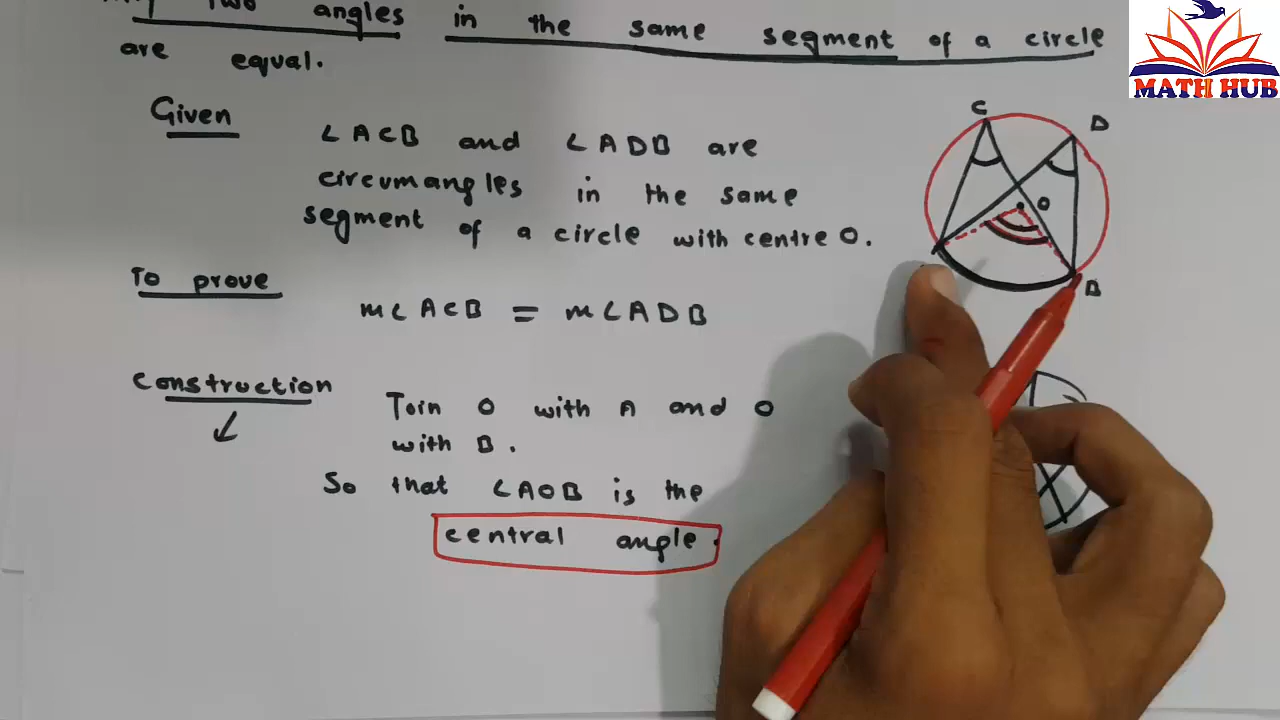 Two angles in the same segment of a circle
are equal.
Given
∠ACB and ∠ADB are
circumangles in the same
segment of a circle with centre O.
To prove
m∠ACB = m∠ADB
Construction
Join O with A and O
with B.
So that ∠AOB is the
central angle.
C
D
O
B
MATH HUB